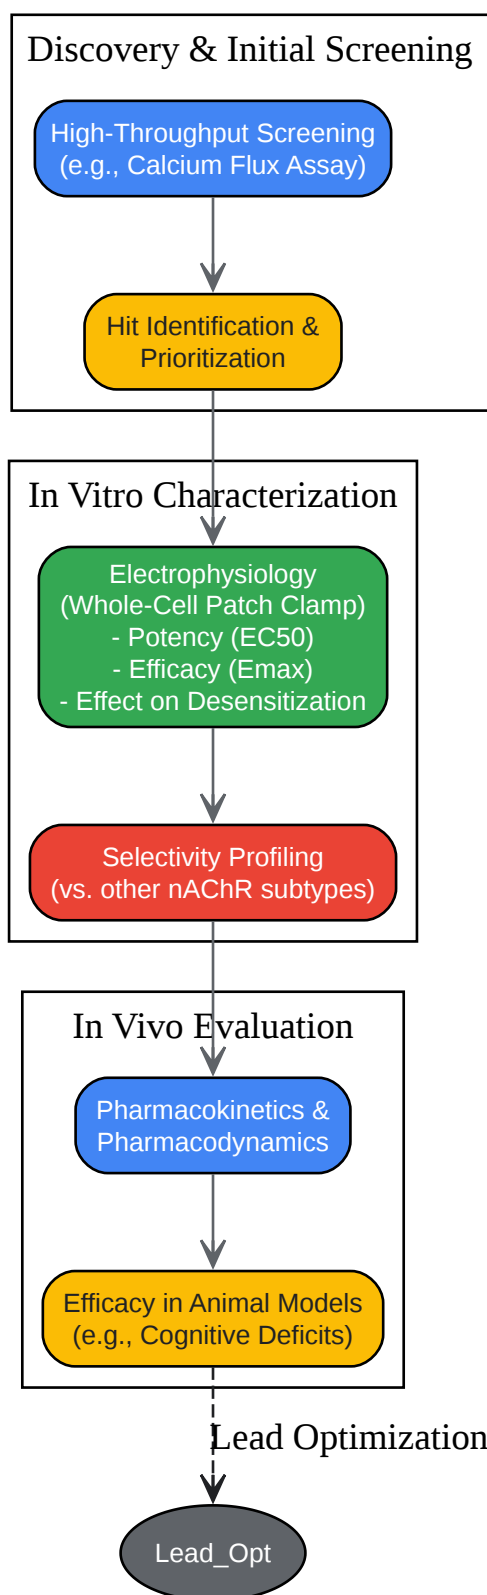 Discovery & Initial Screening
High-Throughput Screening
(e.g., Calcium Flux Assay)
Hit Identification &
Prioritization
In Vitro Characterization
Electrophysiology
(Whole-Cell Patch Clamp)
- Potency (EC50)
- Efficacy (Emax)
- Effect on Desensitization
Selectivity Profiling
(vs. other nAChR subtypes)
In Vivo Evaluation
Pharmacokinetics &
Pharmacodynamics
Efficacy in Animal Models
(e.g., Cognitive Deficits)
Lead Optimization
Lead_Opt